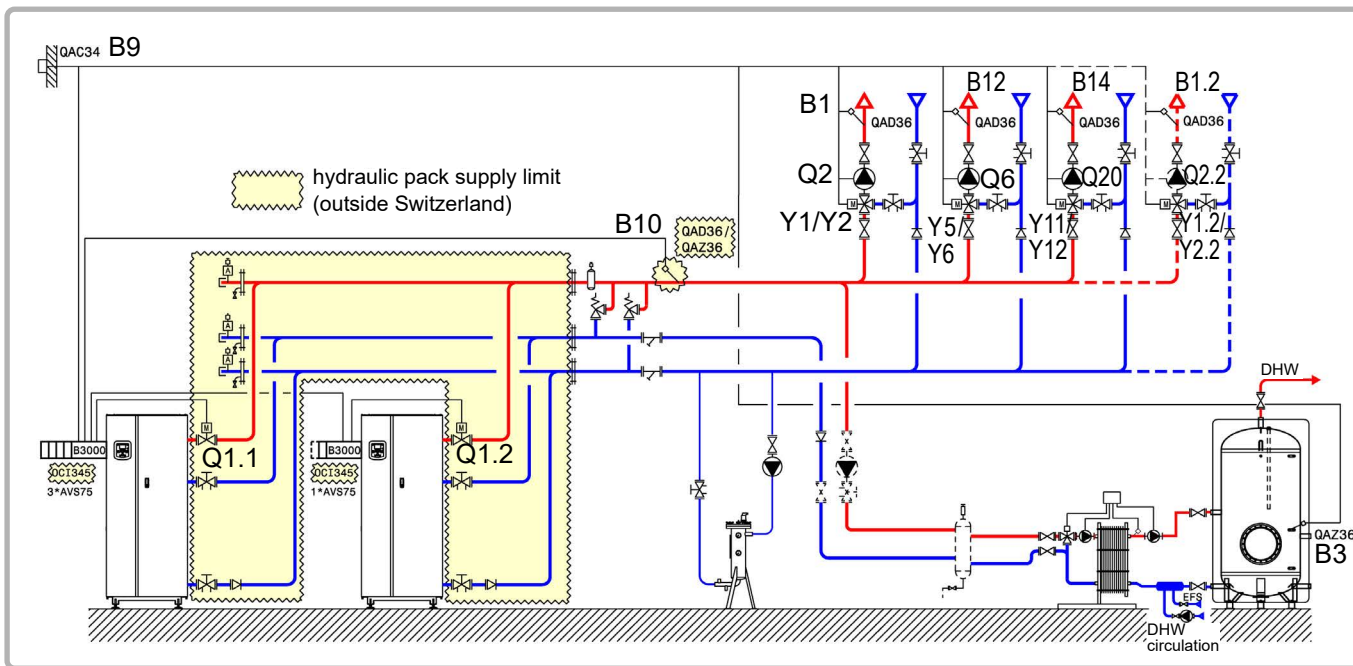 QAC34 B9
B1
QAD36
B12
QAD36
B14
QAD36
B1.2
QAD36
Q2
Q6
Q20
Q2.2
M
M
M
M
Y1/Y2
Y5/
Y6
Y11/
Y12
Y1.2/
Y2.2
hydraulic pack supply limit
(outside Switzerland)
B10
QAD36/
QAZ36
A
A
A
M
M
B3000
B3000
Q1.1
Q1.2
OCI345
3*AVS75
OCI345
1*AVS75
DHW
QAZ36
B3
EFS
DHW
circulation